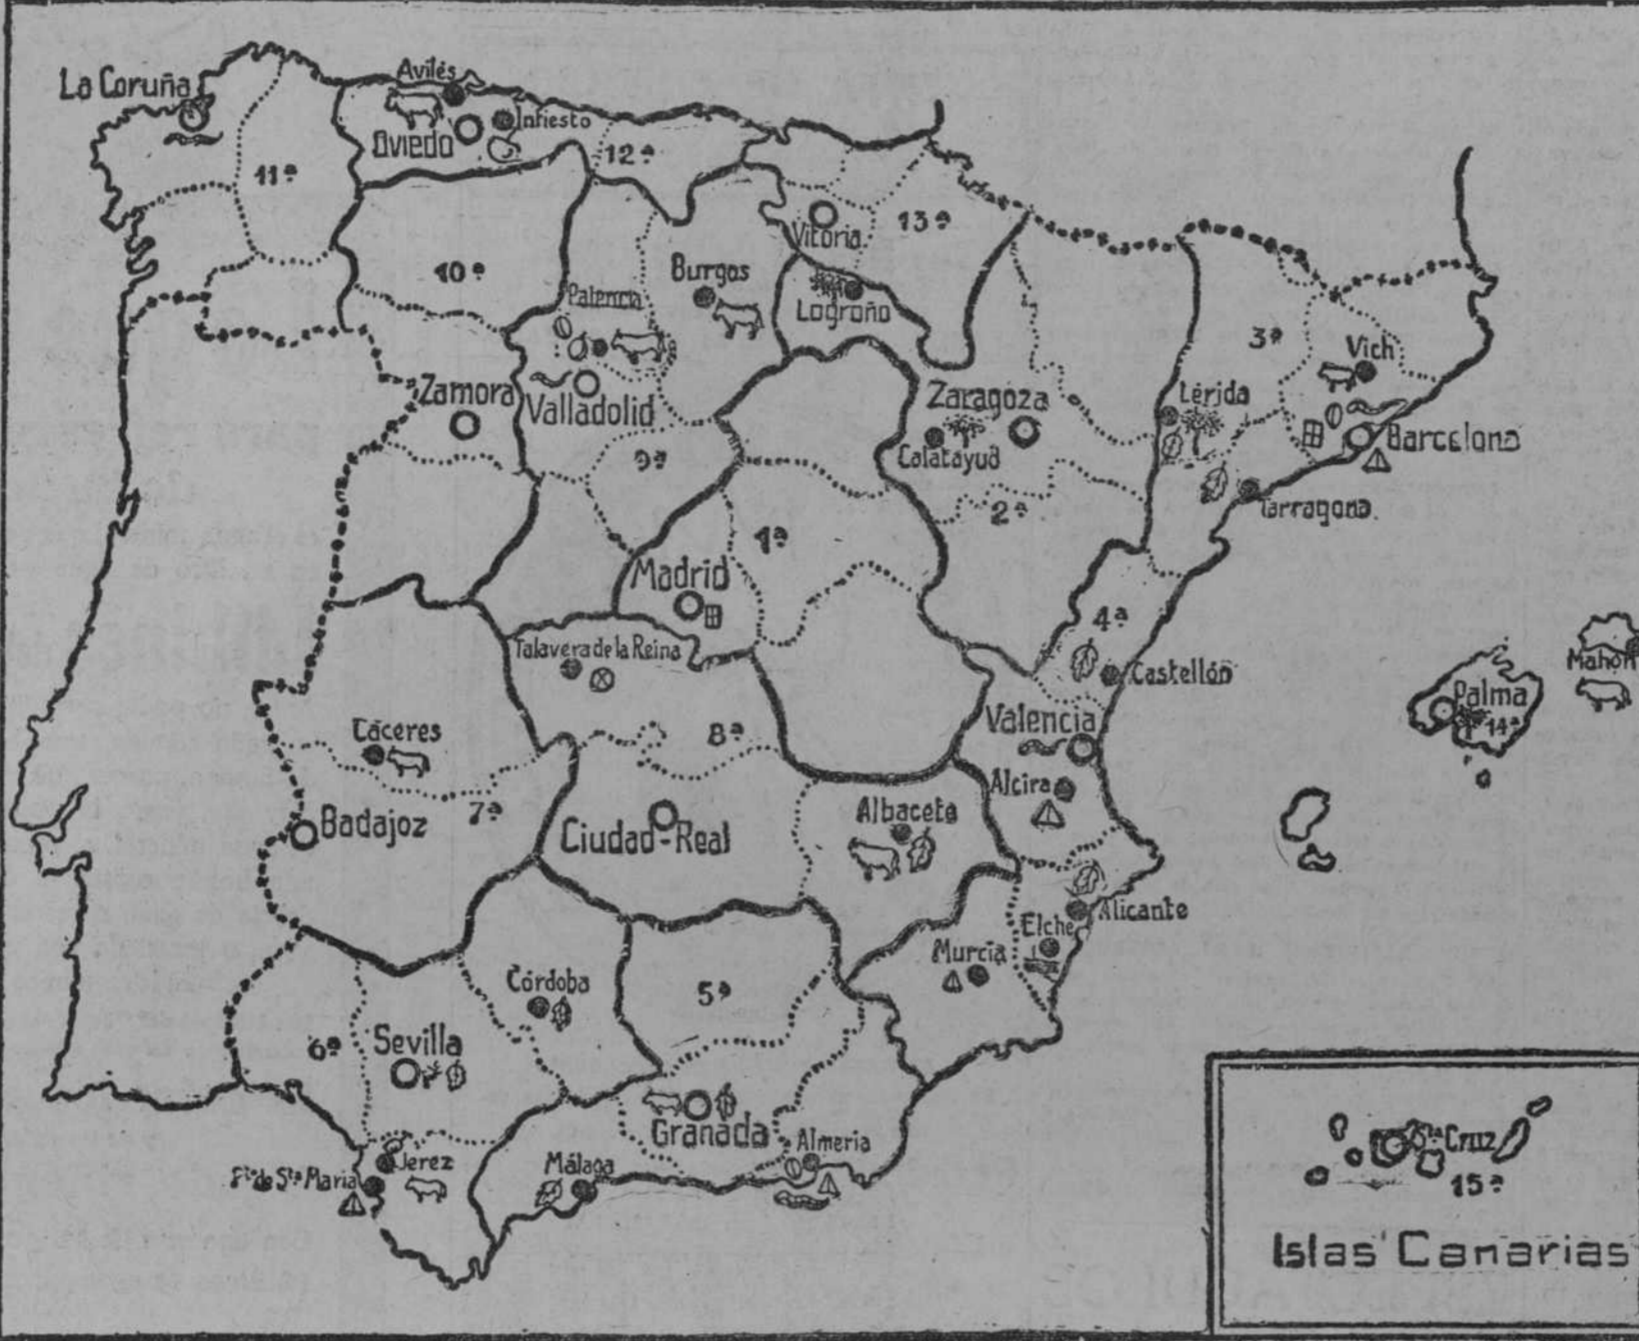 La Coruña
Avilés
Infiesto
Oviedo
11ª
12ª
10ª
Vitoria
13ª
Burgos
Palencia
Logroño
3ª
Vich
Zamora
Valladolid
Zaragoza
Lérida
Calatayud
Barcelona
9ª
2ª
Tarragona
1ª
Madrid
4ª
Talavera de la Reina
Castellón
Mahón
Palma
14ª
Valencia
Cáceres
8ª
Alcira
Badajoz
7ª
Ciudad-Real
Albacete
Alicante
Elche
Murcia
Córdoba
5ª
6ª
Sevilla
Granada
Almeria
Jerez
Málaga
Pto de Sta Maria
Sta Cruz
15ª
Islas Canarias